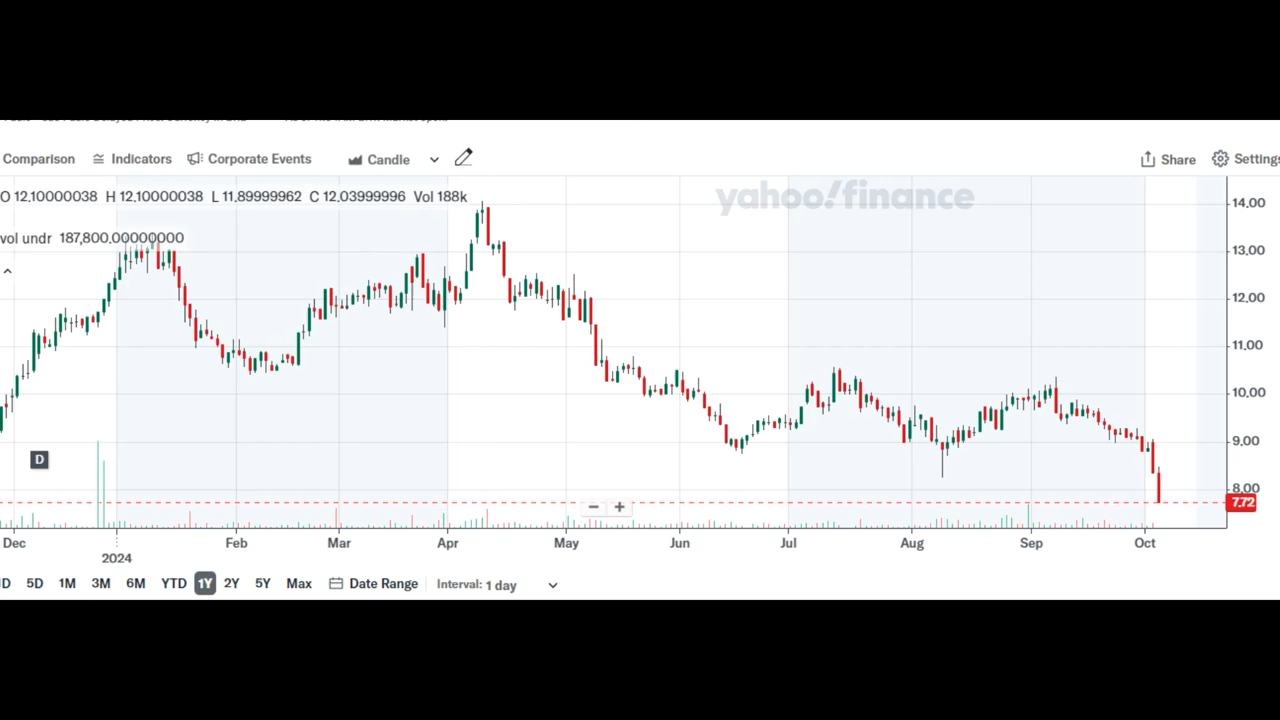 Comparison Indicators Corporate Events Candle Share Settings
yahoo!finance
O 12.10000038 H 12.10000038 L 11.89999962 C 12.03999996 Vol 188k
vol undr 187,800.00000000
14.00
13.00
12.00
11.00
10.00
9.00
8.00
7.72
D
− +
Dec Feb Mar Apr May Jun Jul Aug Sep Oct
2024
5D 1M 3M 6M YTD 1Y 2Y 5Y Max Date Range Interval: 1 day